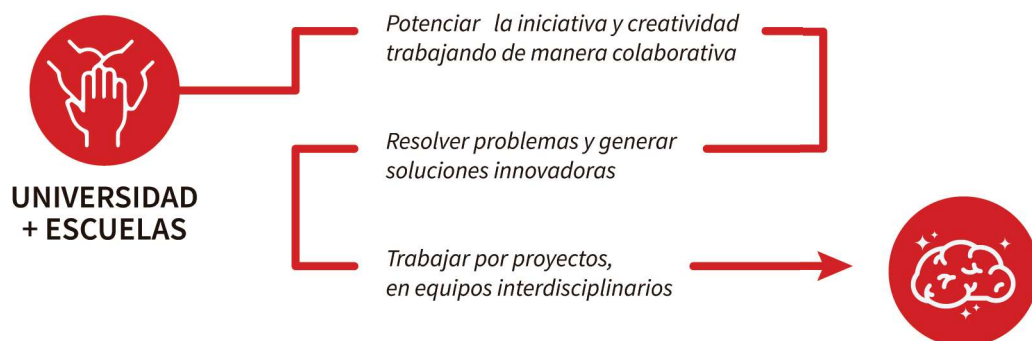 Potenciar la iniciativa y creatividad
trabajando de manera colaborativa
Resolver problemas y generar
soluciones innovadoras
UNIVERSIDAD
+ ESCUELAS
Trabajar por proyectos,
en equipos interdisciplinarios